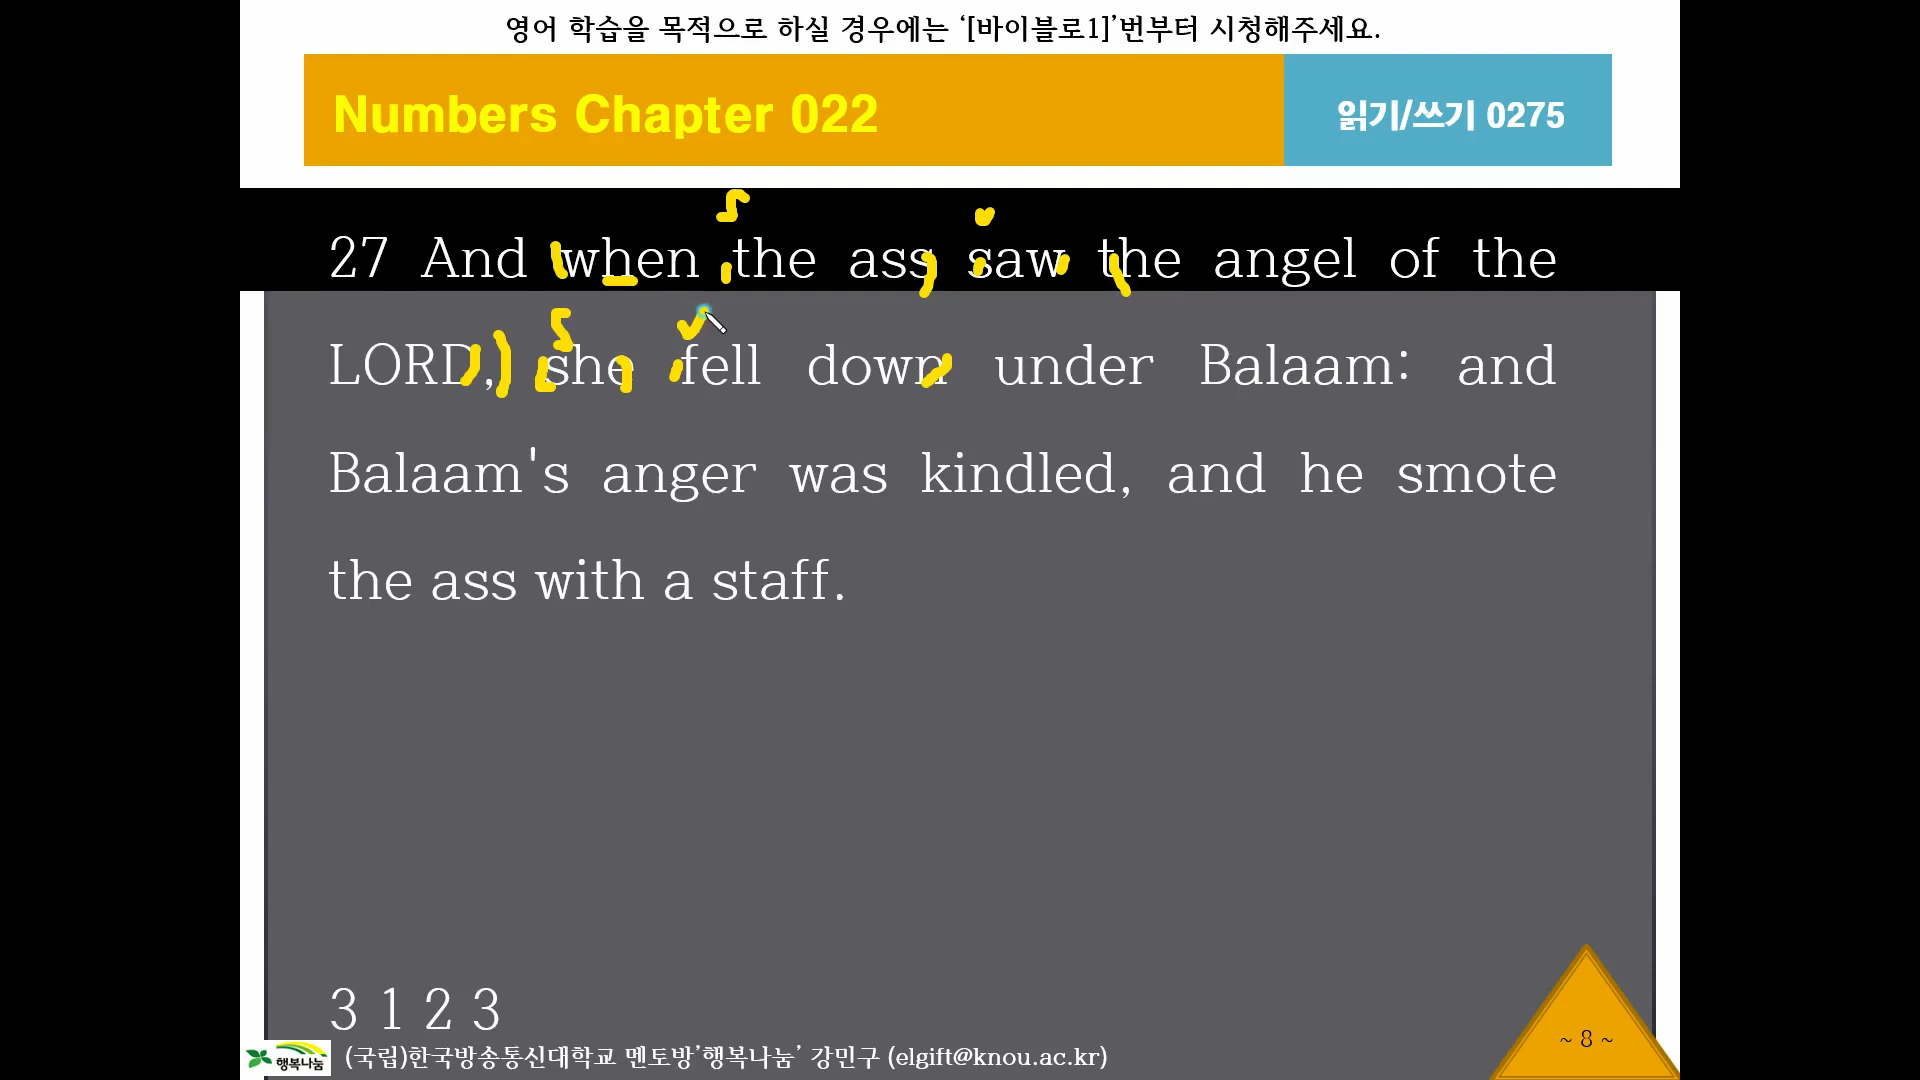 영어 학습을 목적으로 하실 경우에는 ‘[바이블로1]’번부터 시청해주세요.
Numbers Chapter 022
읽기/쓰기 0275
27 And when the ass saw the angel of the
LORD, she fell down under Balaam: and
Balaam's anger was kindled, and he smote
the ass with a staff.
3 1 2 3
~ 8 ~
행복나눔
(국립)한국방송통신대학교 멘토방’행복나눔’ 강민구 (elgift@knou.ac.kr)